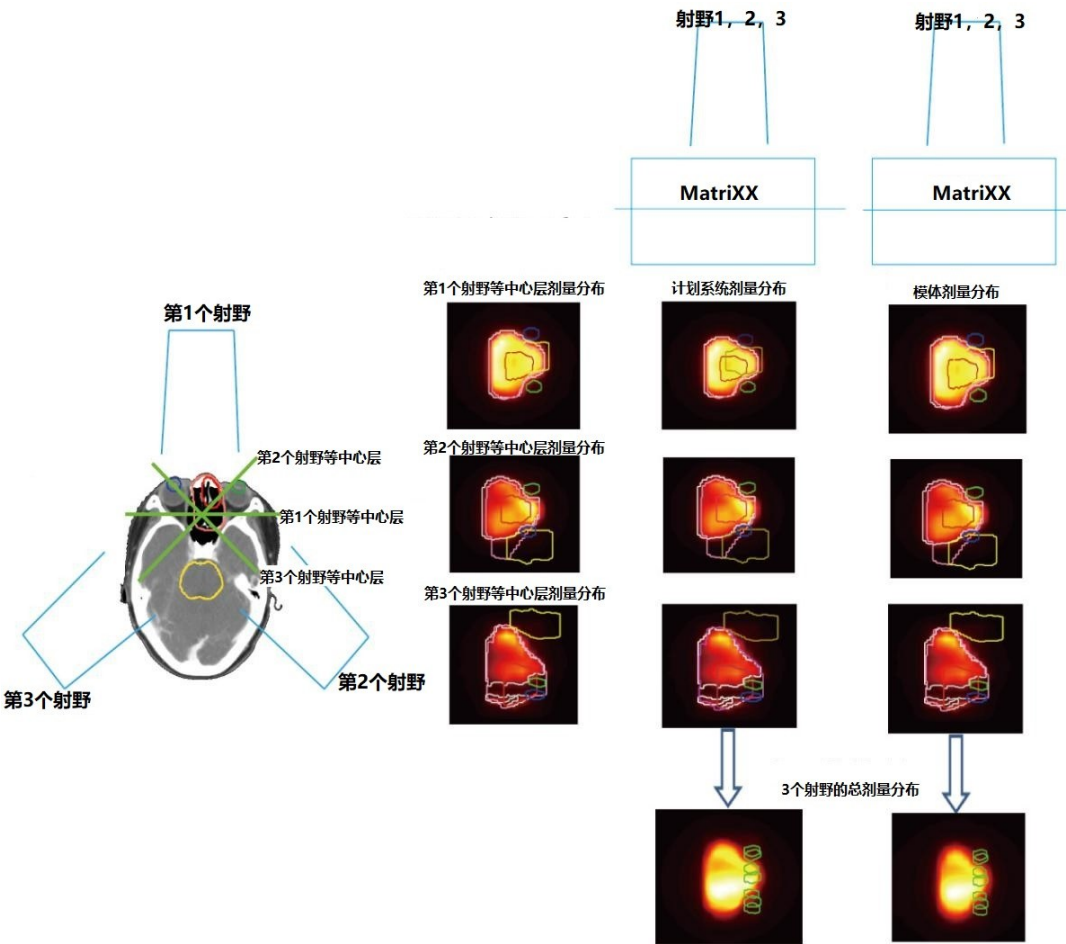 射野1，2，3
射野1，2，3
MatriXX
MatriXX
第1个射野等中心层剂量分布
计划系统剂量分布
模体剂量分布
第1个射野
第2个射野等中心层剂量分布
第2个射野等中心层
第1个射野等中心层
第3个射野等中心层
第3个射野等中心层剂量分布
第2个射野
第3个射野
3个射野的总剂量分布